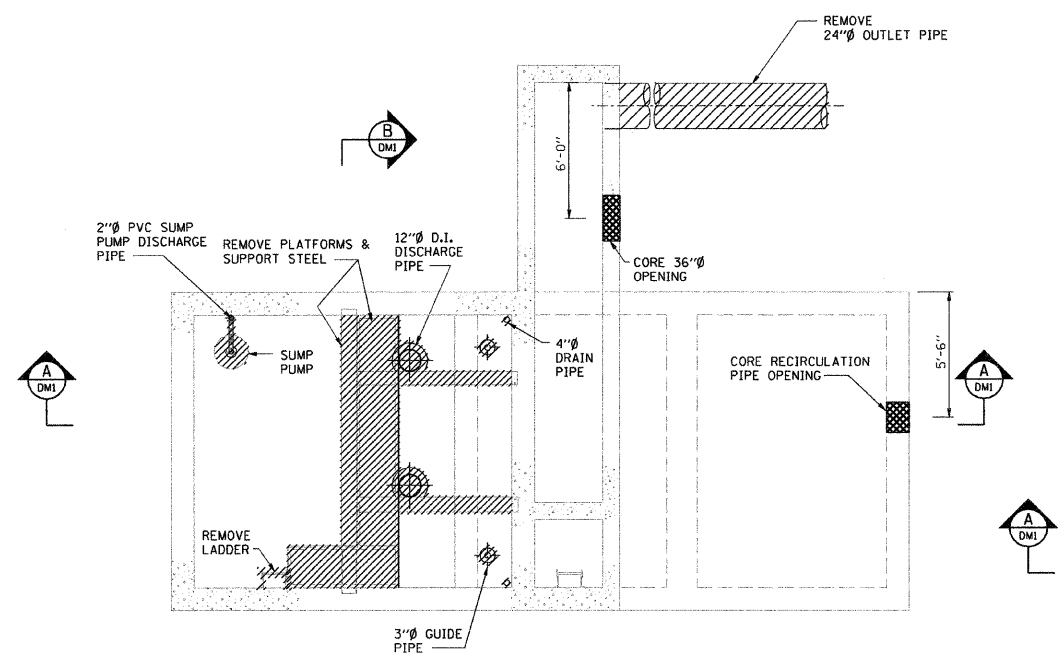 REMOVE
24"Ø OUTLET PIPE
B
DM1
6'-0"
2"Ø PVC SUMP
PUMP DISCHARGE
PIPE
REMOVE PLATFORMS &
SUPPORT STEEL
12"Ø D.I.
DISCHARGE
PIPE
CORE 36"Ø
OPENING
SUMP
PUMP
4"Ø
DRAIN
PIPE
CORE RECIRCULATION
PIPE OPENING
5'-6"
A
DM1
A
DM1
A
DM1
REMOVE
LADDER
3"Ø GUIDE
PIPE